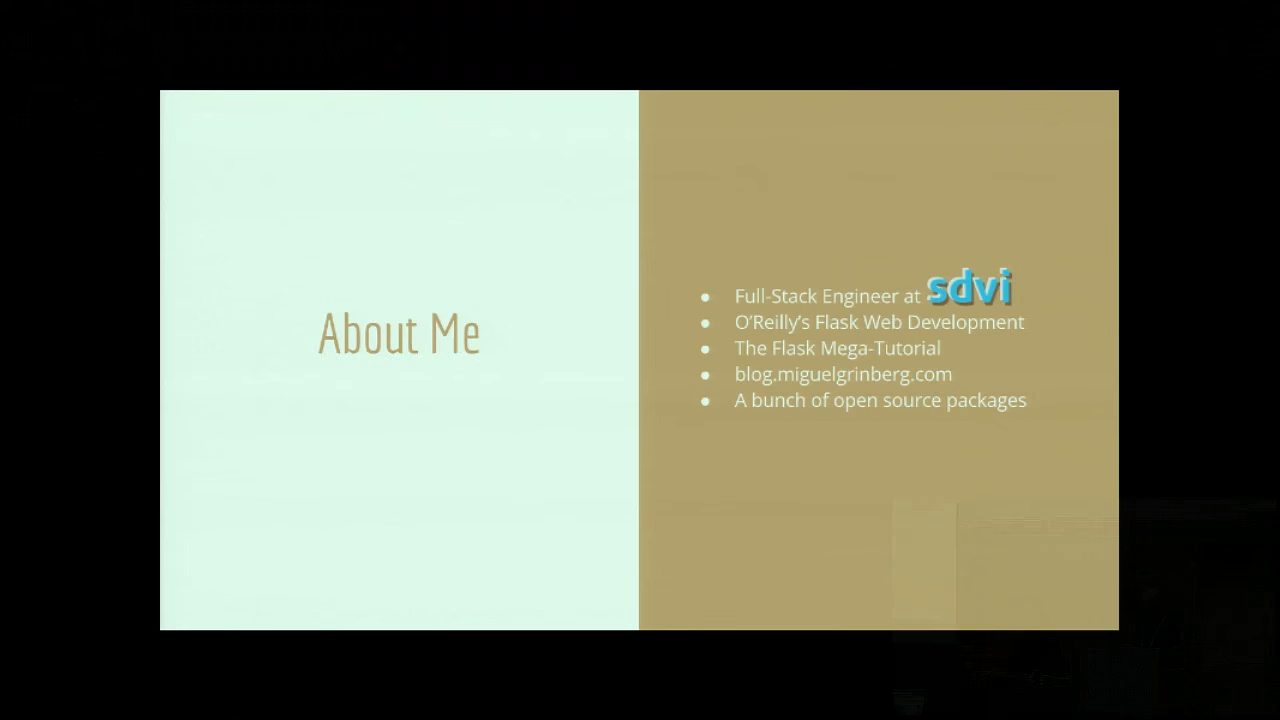 About Me
● Full-Stack Engineer at sdvi
● O'Reilly's Flask Web Development
● The Flask Mega-Tutorial
● blog.miguelgrinberg.com
● A bunch of open source packages